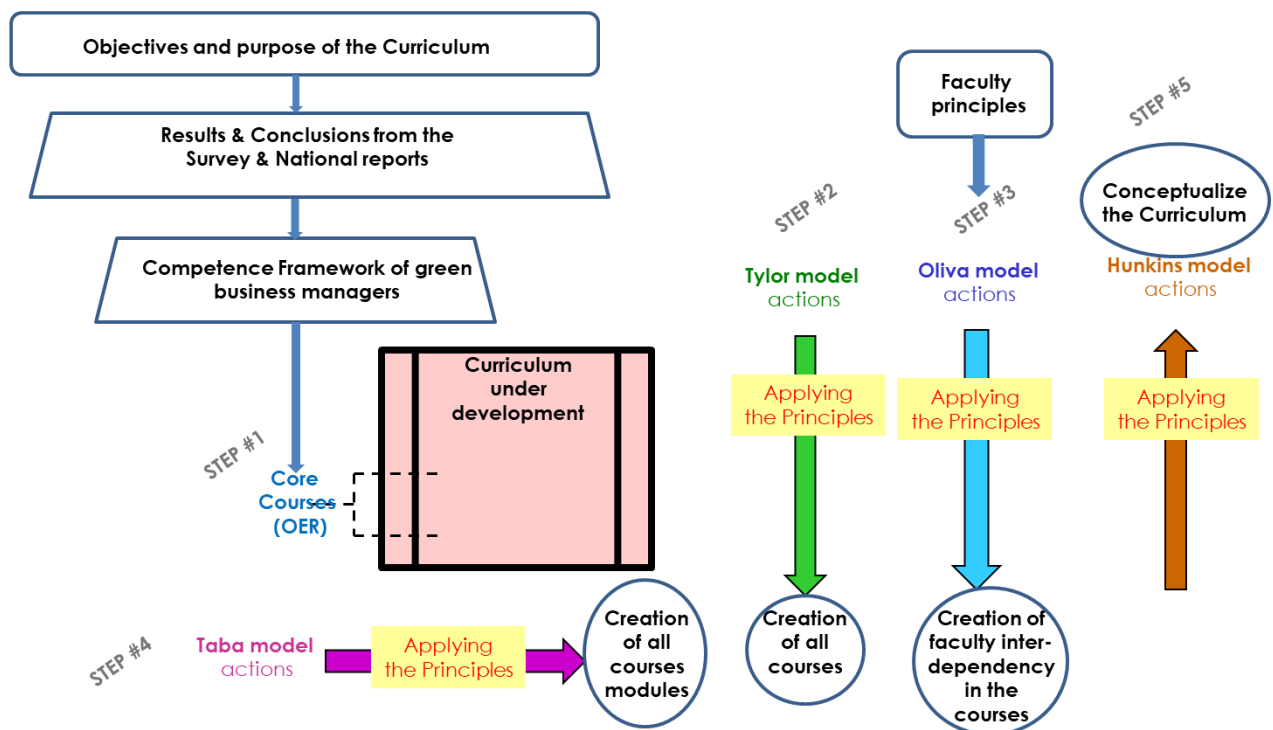 Objectives and purpose of the Curriculum
Results & Conclusions from the
Survey & National reports
Competence Framework of green
business managers
STEP #1
Core
Courses
(OER)
Curriculum
under
development
STEP #2
Tylor model
actions
Applying
the Principles
Creation
of all
courses
Faculty
principles
STEP #3
Oliva model
actions
Applying
the Principles
Creation of
faculty inter-
dependency
in the
courses
STEP #5
Conceptualize
the Curriculum
Hunkins model
actions
Applying
the Principles
STEP #4
Taba model
actions
Applying
the Principles
Creation
of all
courses
modules